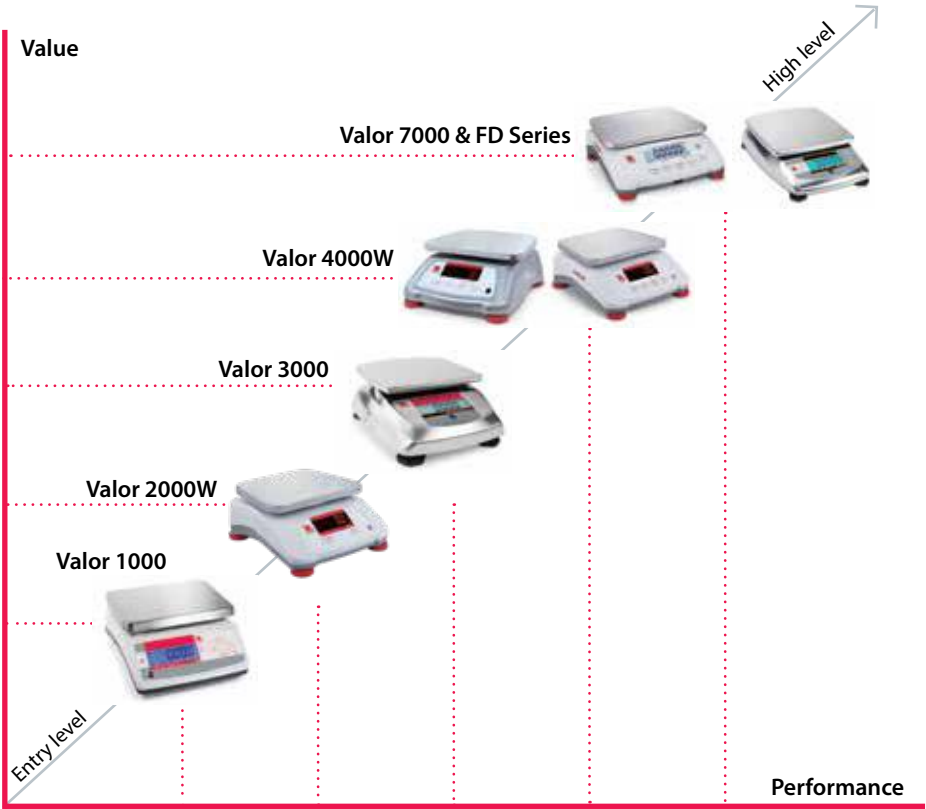 Value
High level
Valor 7000 & FD Series
Valor 4000W
Valor 3000
Valor 2000W
Valor 1000
Entry level
Performance